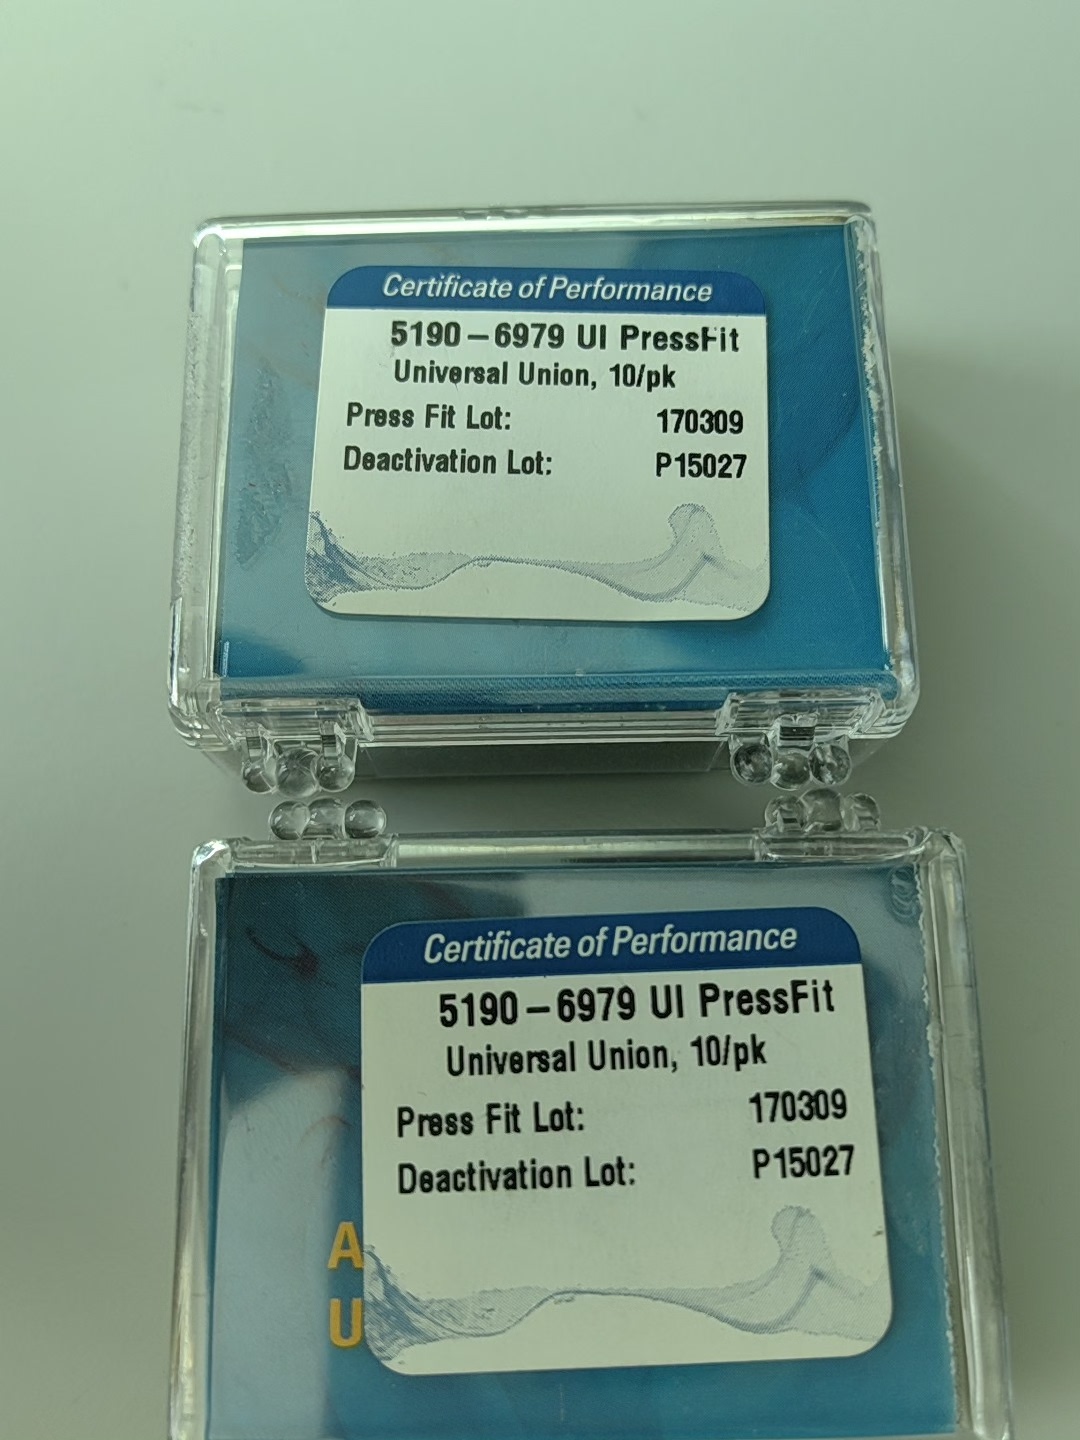 Certificate of Performance
5190-6979 UI PressFit
Universal Union, 10/pk
Press Fit Lot: 170309
Deactivation Lot: P15027
Certificate of Performance
5190-6979 UI PressFit
Universal Union, 10/pk
Press Fit Lot: 170309
Deactivation Lot: P15027
A
U